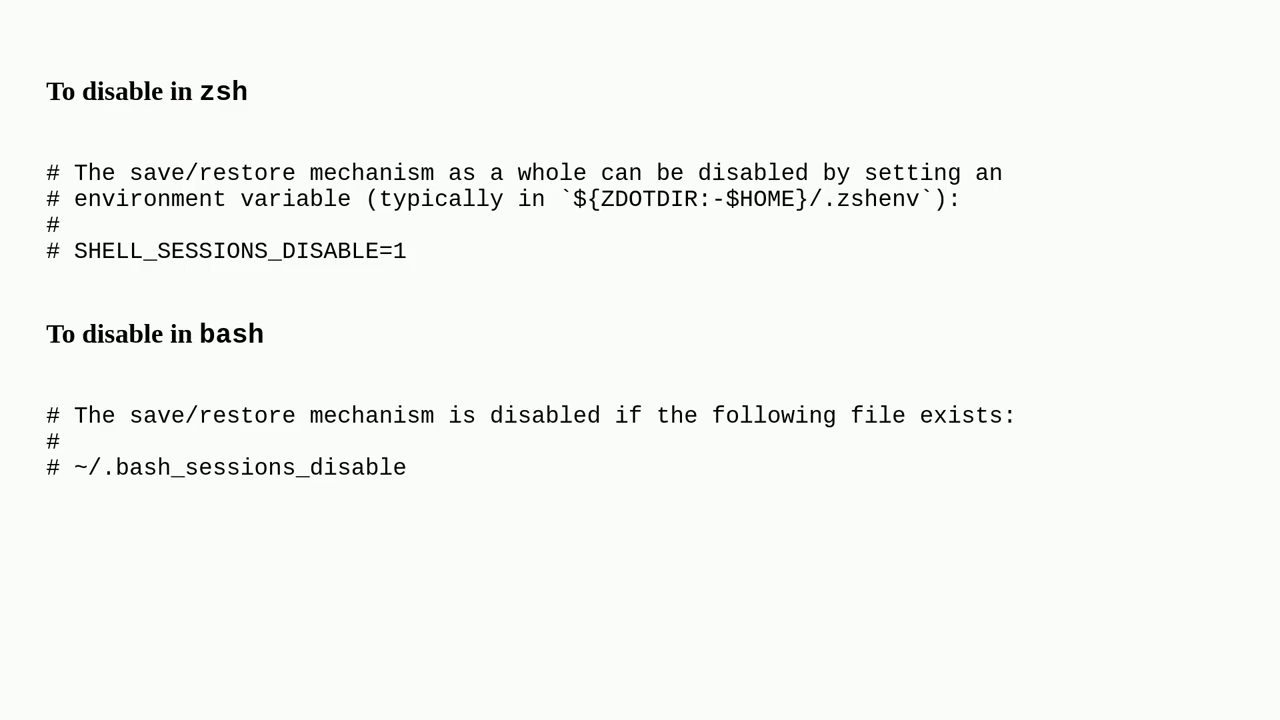 To disable in zsh
# The save/restore mechanism as a whole can be disabled by setting an
# environment variable (typically in `${ZDOTDIR:-$HOME}/.zshenv`):
#
# SHELL_SESSIONS_DISABLE=1
To disable in bash
# The save/restore mechanism is disabled if the following file exists:
#
# ~/.bash_sessions_disable